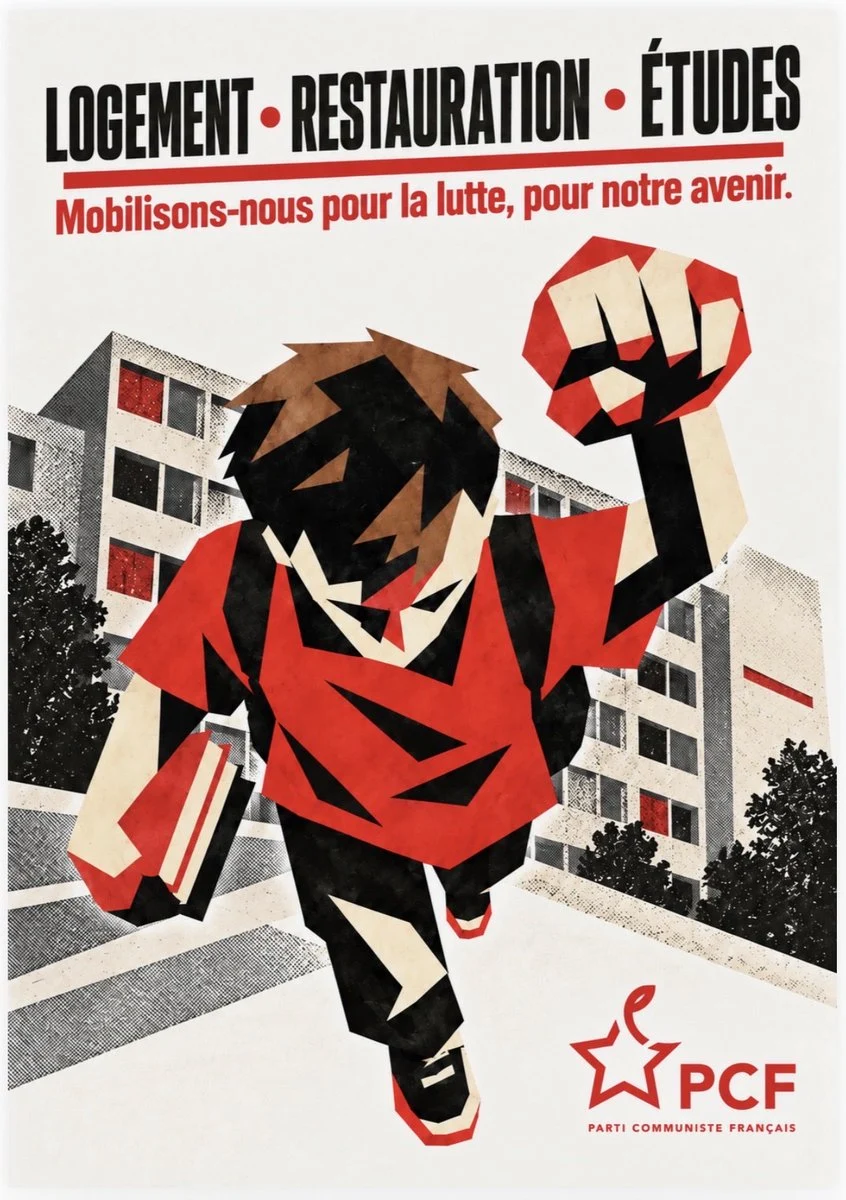 LOGEMENT • RESTAURATION • ÉTUDES
Mobilisons-nous pour la lutte, pour notre avenir.
PCF
PARTI COMMUNISTE FRANÇAIS